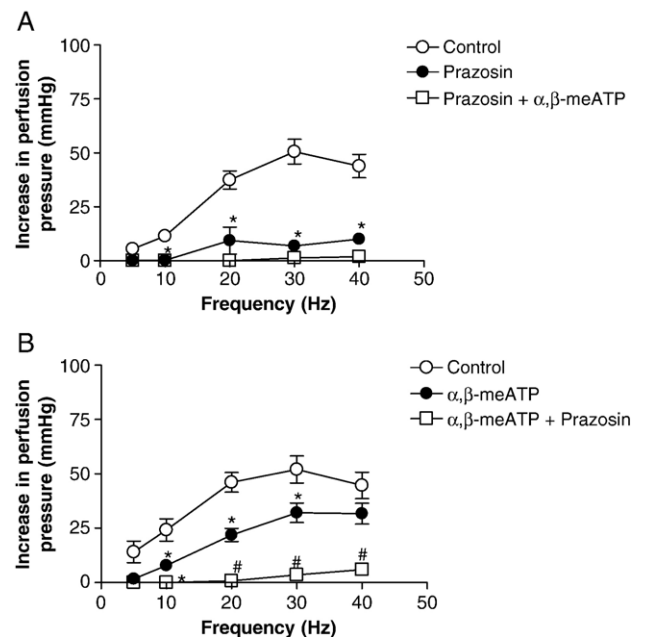 A
Increase in perfusion
pressure (mmHg)
100
75
50
25
0
0 10 20 30 40 50
Frequency (Hz)
Control
Prazosin
Prazosin + α,β-meATP
* * * *
B
Increase in perfusion
pressure (mmHg)
100
75
50
25
0
0 10 20 30 40 50
Frequency (Hz)
Control
α,β-meATP
α,β-meATP + Prazosin
* * *
* # # #